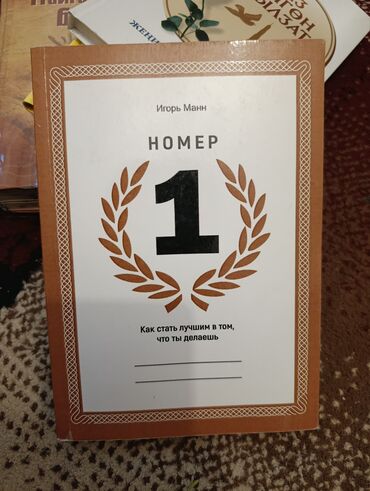 Игорь Манн
НОМЕР
1
Как стать лучшим в том,
что ты делаешь